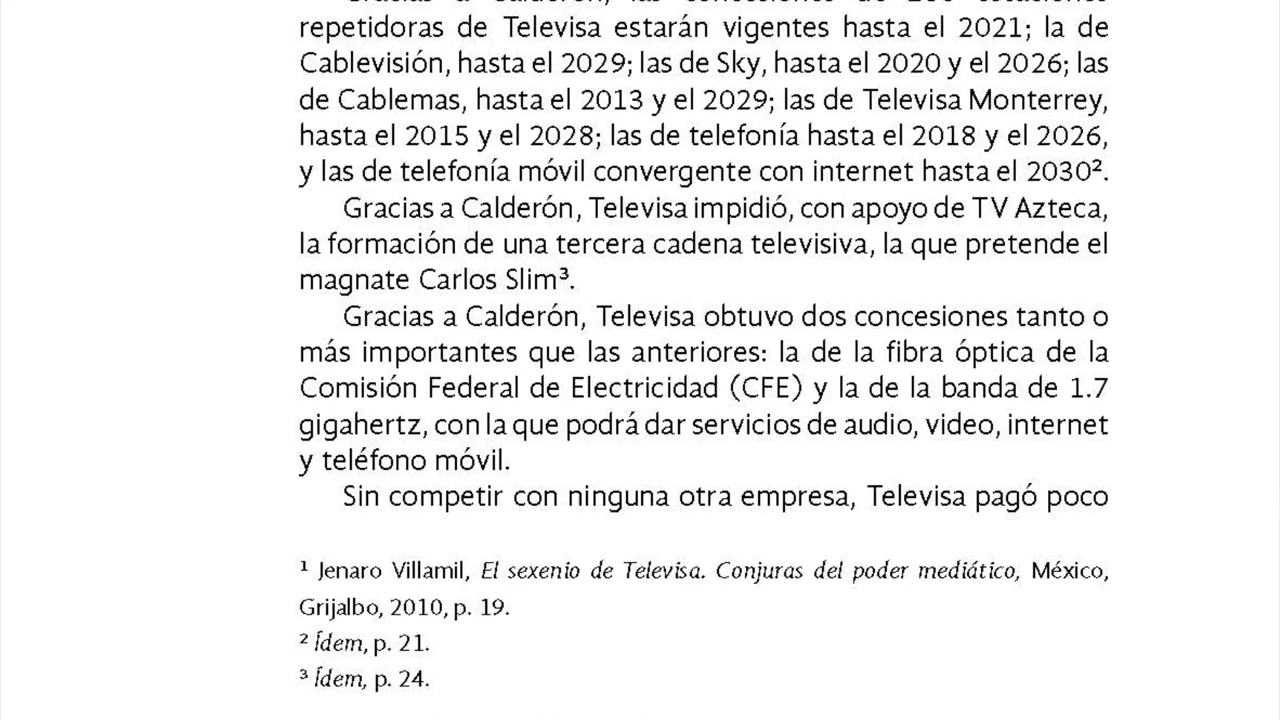 repetidoras de Televisa estarán vigentes hasta el 2021; la de
Cablevisión, hasta el 2029; las de Sky, hasta el 2020 y el 2026; las
de Cablemas, hasta el 2013 y el 2029; las de Televisa Monterrey,
hasta el 2015 y el 2028; las de telefonía hasta el 2018 y el 2026,
y las de telefonía móvil convergente con internet hasta el 2030².
Gracias a Calderón, Televisa impidió, con apoyo de TV Azteca,
la formación de una tercera cadena televisiva, la que pretende el
magnate Carlos Slim³.
Gracias a Calderón, Televisa obtuvo dos concesiones tanto o
más importantes que las anteriores: la de la fibra óptica de la
Comisión Federal de Electricidad (CFE) y la de la banda de 1.7
gigahertz, con la que podrá dar servicios de audio, video, internet
y teléfono móvil.
Sin competir con ninguna otra empresa, Televisa pagó poco
¹ Jenaro Villamil, El sexenio de Televisa. Conjuras del poder mediático, México,
Grijalbo, 2010, p. 19.
² Ídem, p. 21.
³ Ídem, p. 24.